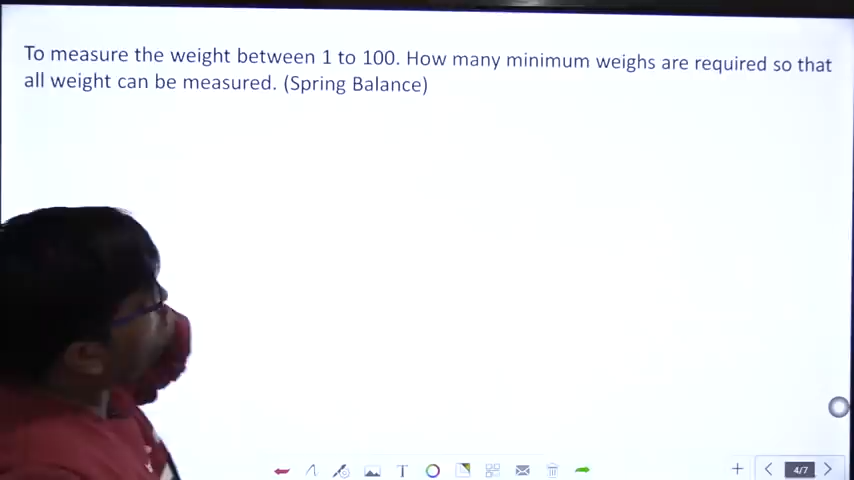 To measure the weight between 1 to 100. How many minimum weighs are required so that
all weight can be measured. (Spring Balance)
T
4/7